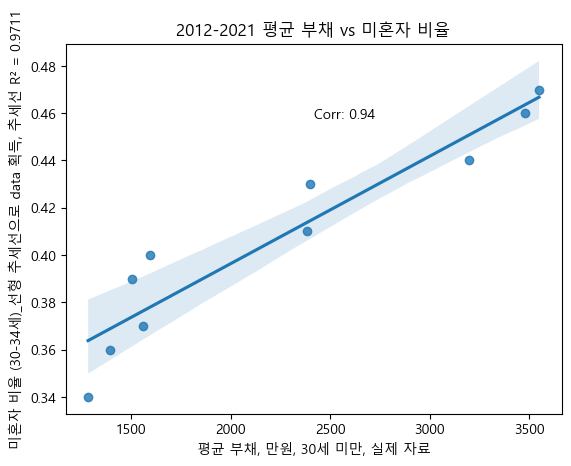 2012-2021 평균 부채 vs 미혼자 비율
미혼자 비율 (30-34세)_선형 추세선으로 data 획득, 추세선 R² = 0.9711
0.48
0.46
0.44
0.42
0.40
0.38
0.36
0.34
Corr: 0.94
1500 2000 2500 3000 3500
평균 부채, 만원, 30세 미만, 실제 자료